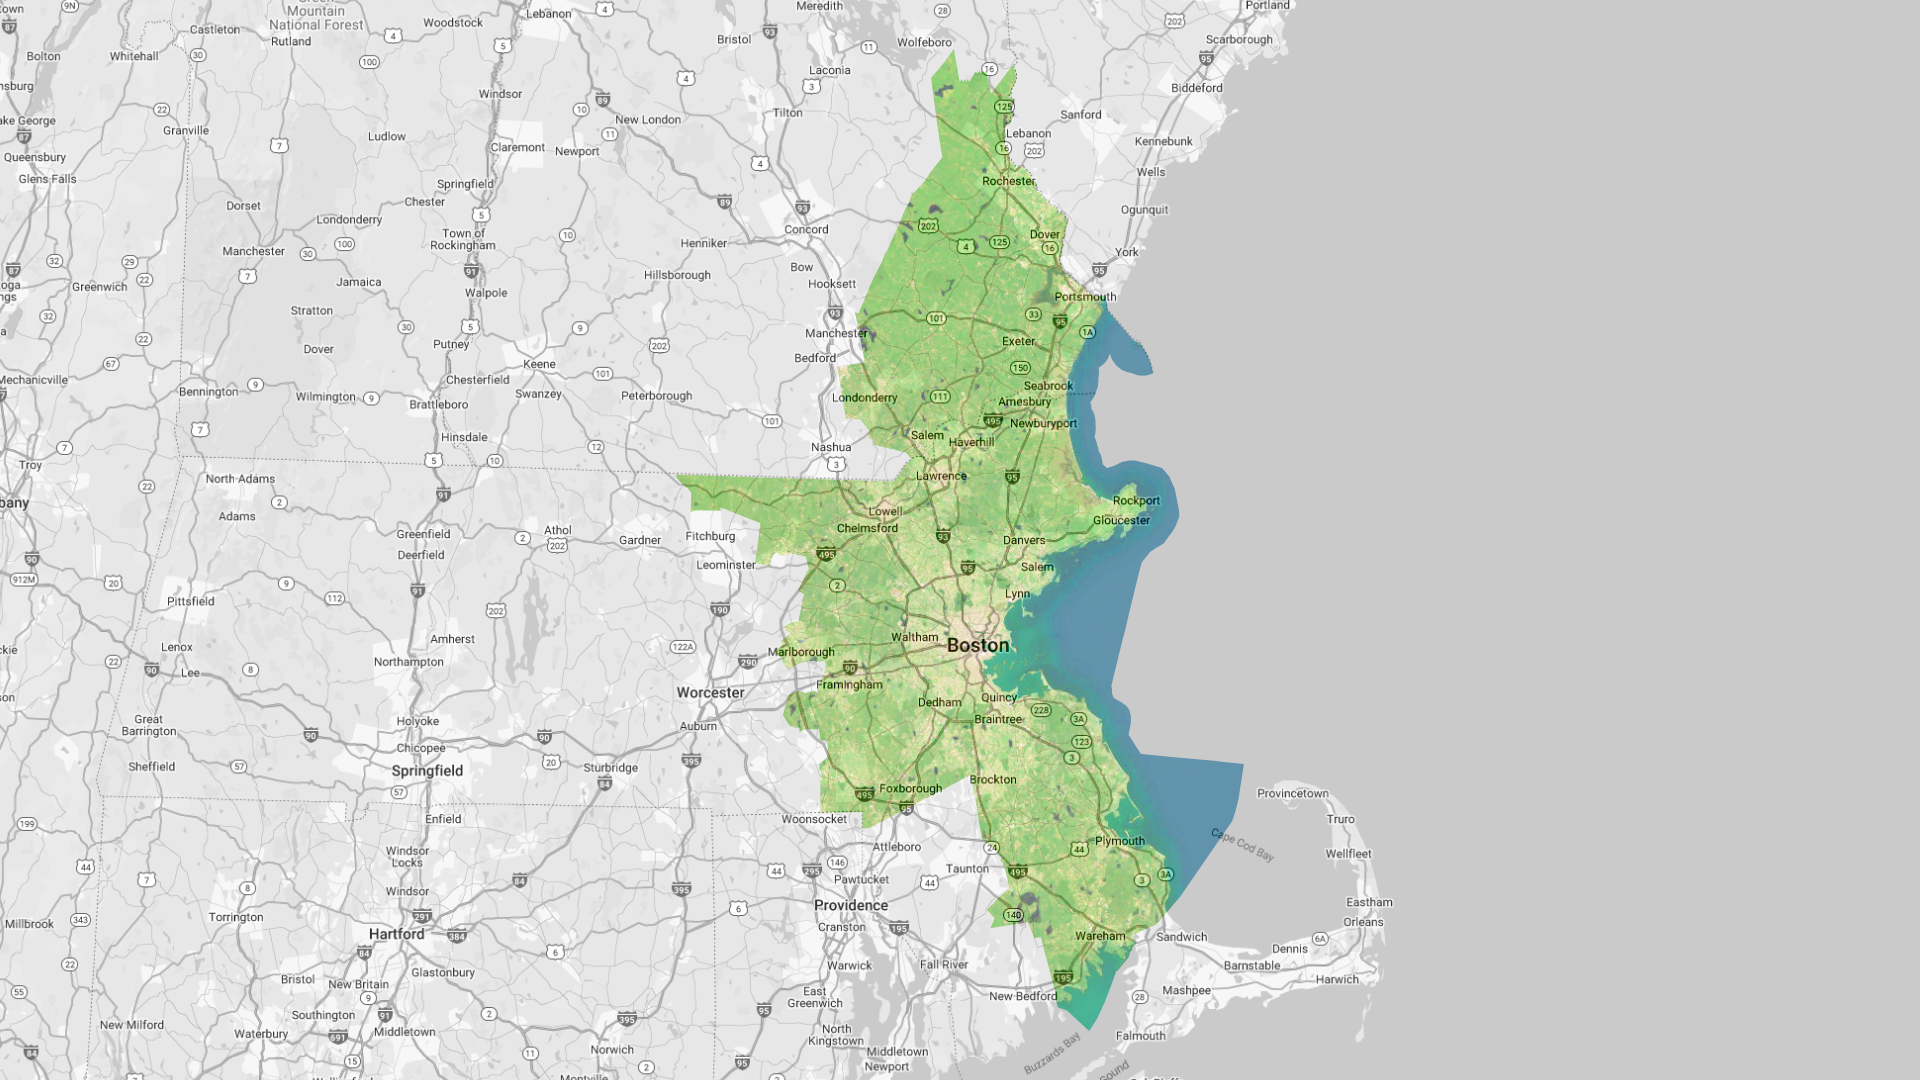 Green
Mountain
National Forest
Meredith
Portland
Lebanon
Woodstock
Castleton
Rutland
Wolfeboro
Bristol
Scarborough
Bolton
Whitehall
Laconia
Biddeford
Windsor
Tilton
Sanford
New London
Granville
Ludlow
Lebanon
Kennebunk
Claremont
Newport
Queensbury
Glens Falls
Springfield
Rochester
Wells
Chester
Dorset
Londonderry
Ogunquit
Town of
Rockingham
Concord
Dover
Henniker
Manchester
York
Bow
Hillsborough
Hooksett
Greenwich
Jamaica
Walpole
Portsmouth
Stratton
Manchester
Exeter
Putney
Dover
Bedford
Keene
Mechanicville
Chesterfield
Seabrook
Bennington
Wilmington
Swanzey
Peterborough
Londonderry
Brattleboro
Amesbury
Newburyport
Hinsdale
Salem
Haverhill
Nashua
Troy
North Adams
Lawrence
Rockport
Lowell
Adams
Gloucester
Chelmsford
Athol
Greenfield
Gardner
Fitchburg
Danvers
Deerfield
Leominster
Salem
Lynn
Pittsfield
Amherst
Waltham
Boston
Lenox
Marlborough
Northampton
Lee
Framingham
Worcester
Quincy
Dedham
Great
Barrington
Holyoke
Auburn
Braintree
Chicopee
Sheffield
Springfield
Sturbridge
Brockton
Foxborough
Provincetown
Enfield
Woonsocket
Truro
Cape Cod Bay
Plymouth
Attleboro
Wellfleet
Windsor
Locks
Taunton
Pawtucket
Windsor
Providence
Eastham
Torrington
Millbrook
Cranston
Orleans
Hartford
Wareham
Sandwich
Dennis
Warwick
Fall River
Barnstable
Glastonbury
Bristol
Harwich
New Britain
Mashpee
East
Greenwich
New Bedford
Southington
New Milford
Waterbury
Middletown
North
Kingstown
Falmouth
Buzzards Bay
Norwich
Middletown
Newport